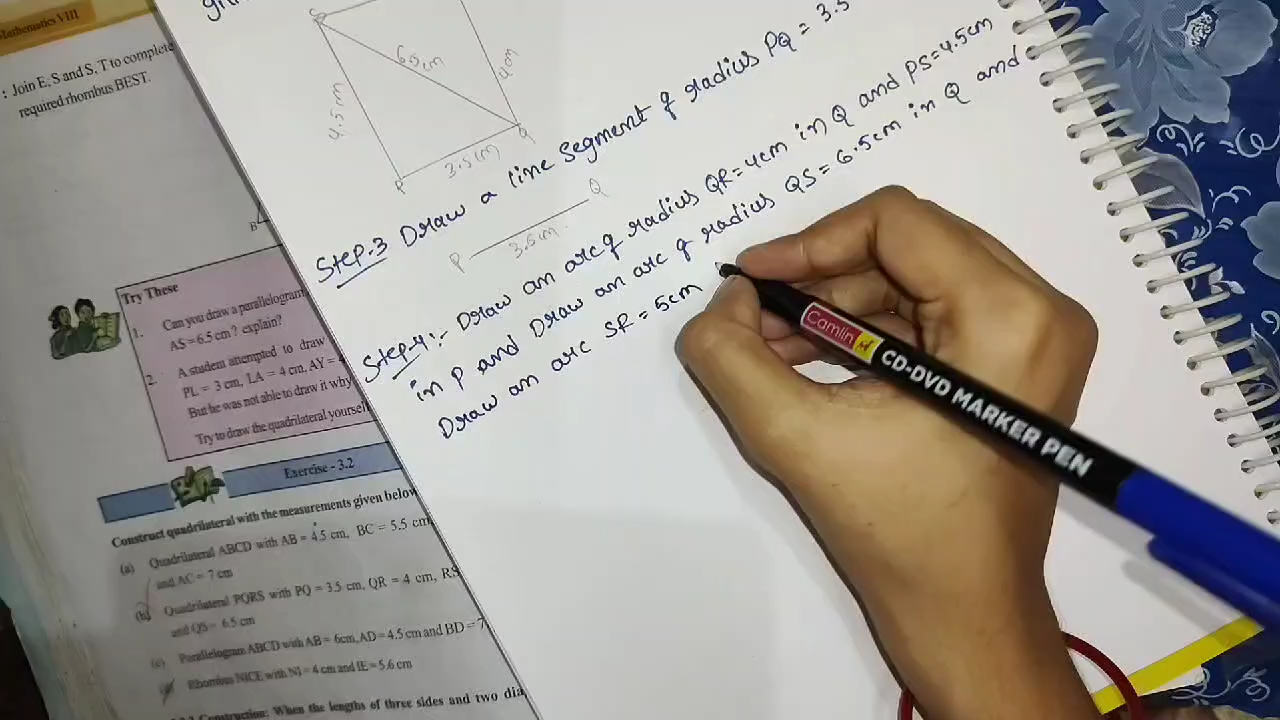 Mathematics VIII
: Join E, S and S, T to complete
required rhombus BEST.
B
Try These
1. Can you draw a parallelogram
AS = 6.5 cm? explain?
2. A student attempted to draw
PL = 3 cm, LA = 4 cm, AY = 4
But he was not able to draw it why
Try to draw the quadrilateral yourself
Exercise - 3.2
Construct quadrilateral with the measurements given below
(a) Quadrilateral ABCD with AB = 4.5 cm, BC = 5.5 cm
and AC = 7 cm
(b) Quadrilateral PQRS with PQ = 3.5 cm, QR = 4 cm, RS
and QS = 6.5 cm
(c) Parallelogram ABCD with AB = 6cm, AD = 4.5 cm and BD = 7
Rhombus NICE with NI = 4 cm and IE = 5.6 cm
Construction: When the lengths of three sides and two dia
S
6.5cm
4cm
4.5cm
P
3.5cm
Q
Step.3 Draw a line segment of radius PQ = 3.5
P
3.5cm
Q
Step-4:- Draw an arc of radius QR = 4cm in Q and PS = 4.5cm
in P and Draw an arc of radius QS = 6.5cm in Q and
Draw an arc SR = 5cm
Camlin
CD-DVD MARKER PEN